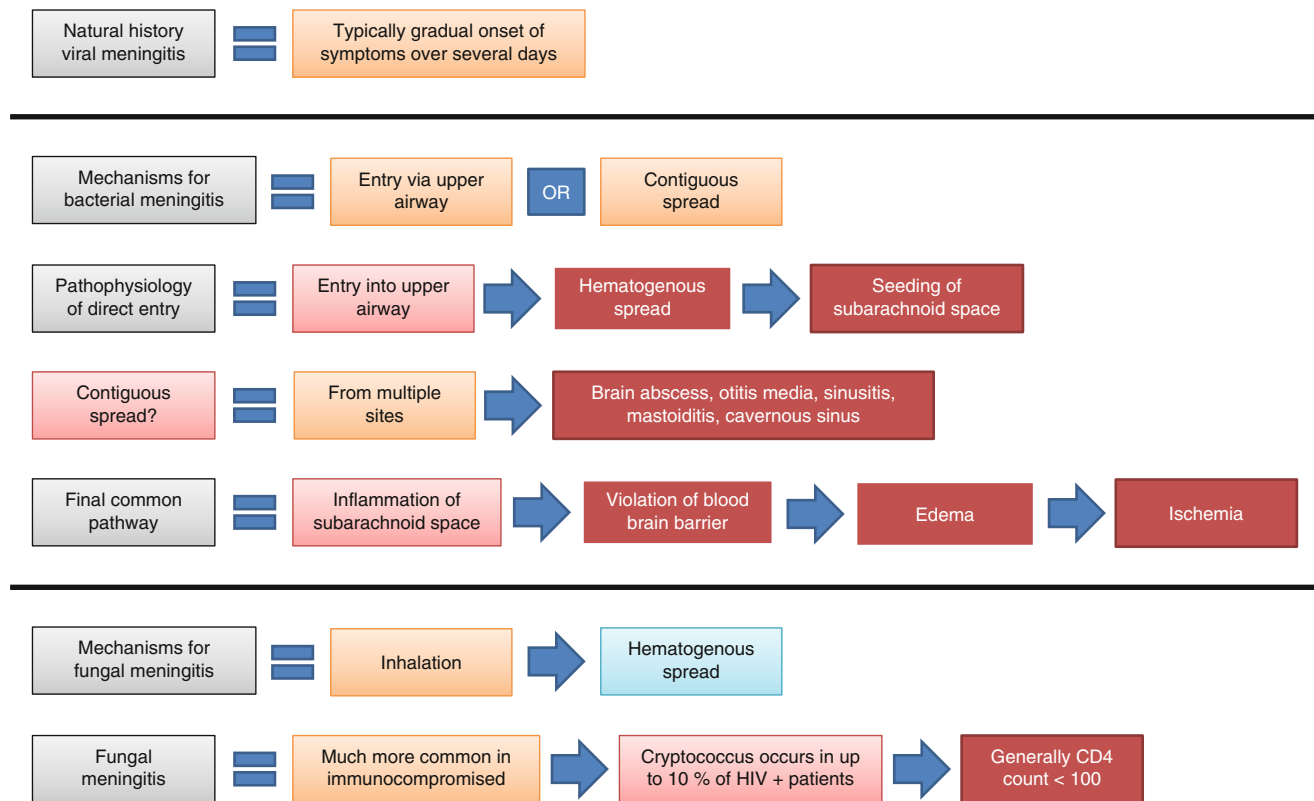 Natural history
viral meningitis
Typically gradual onset of
symptoms over several days
Mechanisms for
bacterial meningitis
Entry via upper
airway
OR
Contiguous
spread
Pathophysiology
of direct entry
Entry into upper
airway
Hematogenous
spread
Seeding of
subarachnoid space
Contiguous
spread?
From multiple
sites
Brain abscess, otitis media, sinusitis,
mastoiditis, cavernous sinus
Final common
pathway
Inflammation of
subarachnoid space
Violation of blood
brain barrier
Edema
Ischemia
Mechanisms for
fungal meningitis
Inhalation
Hematogenous
spread
Fungal
meningitis
Much more common in
immunocompromised
Cryptococcus occurs in up
to 10 % of HIV + patients
Generally CD4
count < 100